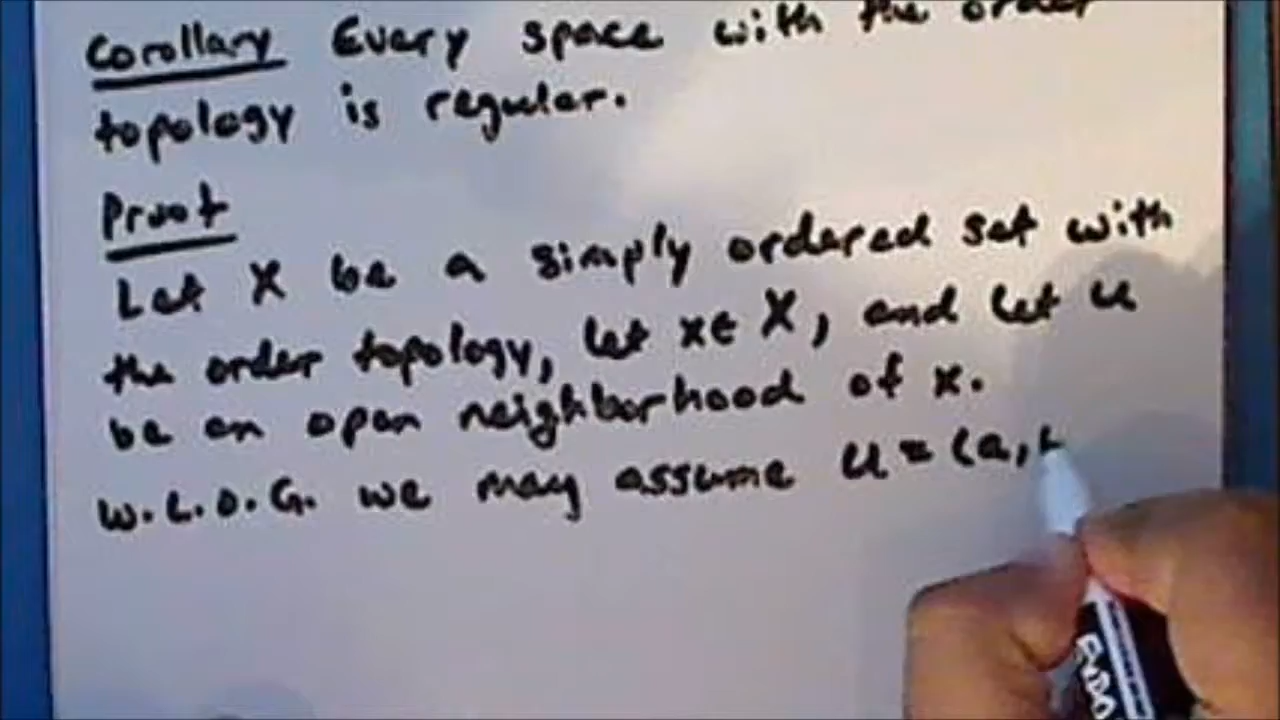 Corollary Every space with the order
topology is regular.
Proof
Let X be a simply ordered set with
the order topology, let x∈X, and let U
be an open neighborhood of x.
W.L.O.G. we may assume U=(a,
EXPO